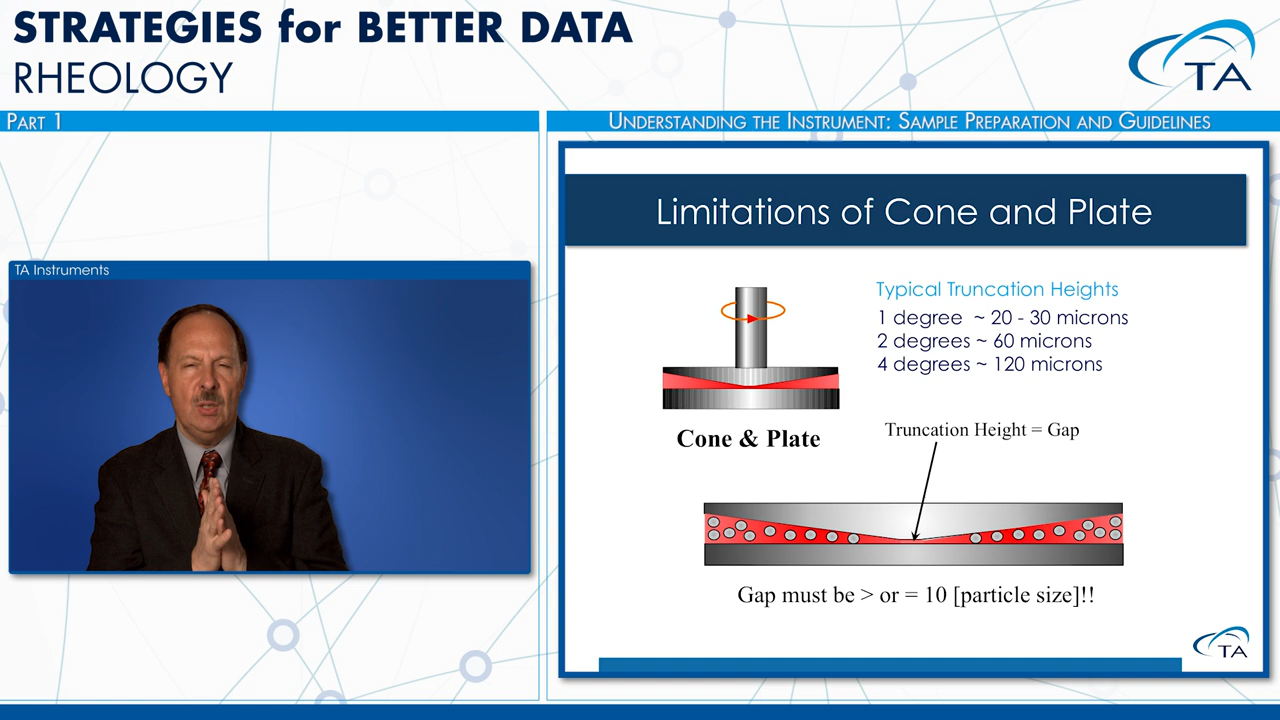 STRATEGIES for BETTER DATA
RHEOLOGY
TA
PART 1
UNDERSTANDING THE INSTRUMENT: SAMPLE PREPARATION AND GUIDELINES
TA Instruments
Limitations of Cone and Plate
Typical Truncation Heights
1 degree ~ 20 - 30 microns
2 degrees ~ 60 microns
4 degrees ~ 120 microns
Cone & Plate
Truncation Height = Gap
Gap must be > or = 10 [particle size]!!
TA